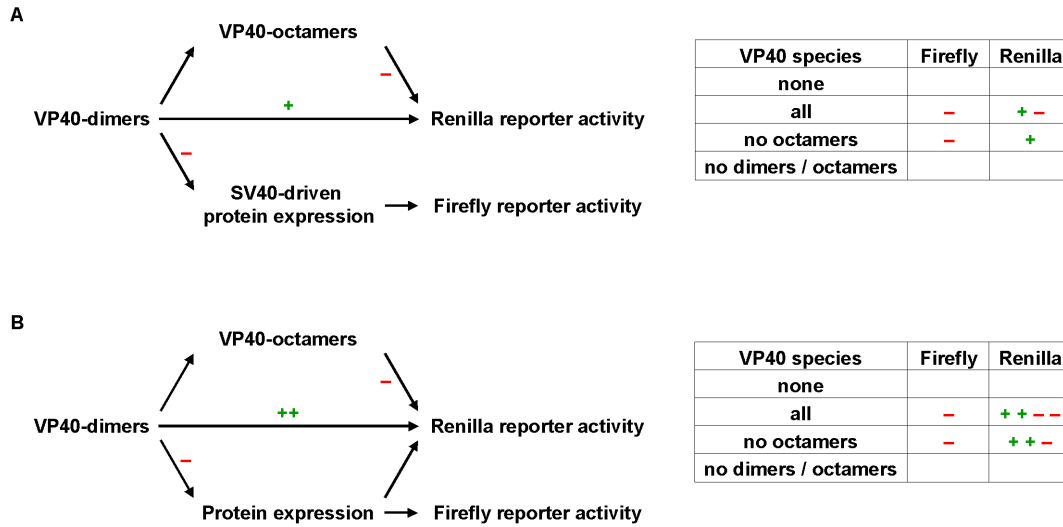 A
VP40-octamers
–
+
VP40-dimers
Renilla reporter activity
–
SV40-driven
protein expression
Firefly reporter activity
VP40 species Firefly Renilla
none
all – + –
no octamers – +
no dimers / octamers
B
VP40-octamers
–
++
VP40-dimers
Renilla reporter activity
–
Protein expression
Firefly reporter activity
VP40 species Firefly Renilla
none
all – + + – –
no octamers – + + –
no dimers / octamers